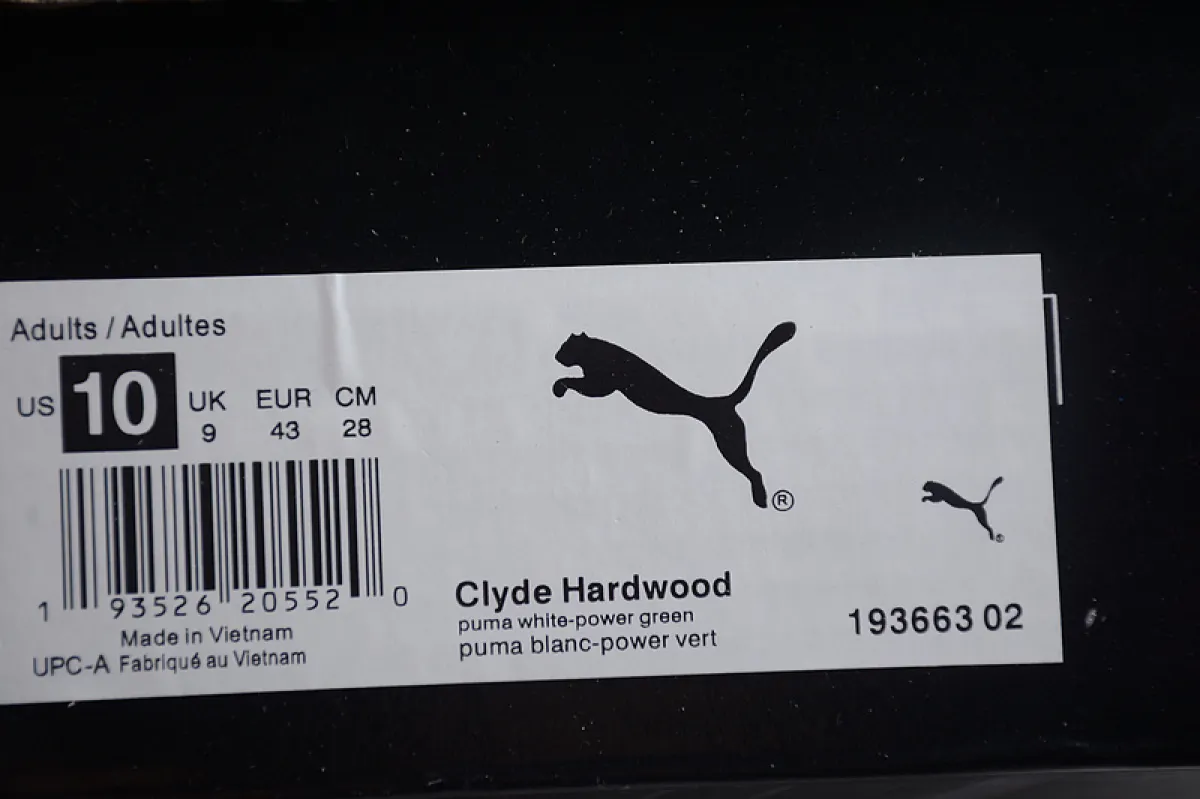 Adults / Adultes
US 10 UK 9 EUR 43 CM 28
1 93526 20552 0
Made in Vietnam
UPC-A Fabriqué au Vietnam
®
Clyde Hardwood
puma white-power green
puma blanc-power vert
®
193663 02